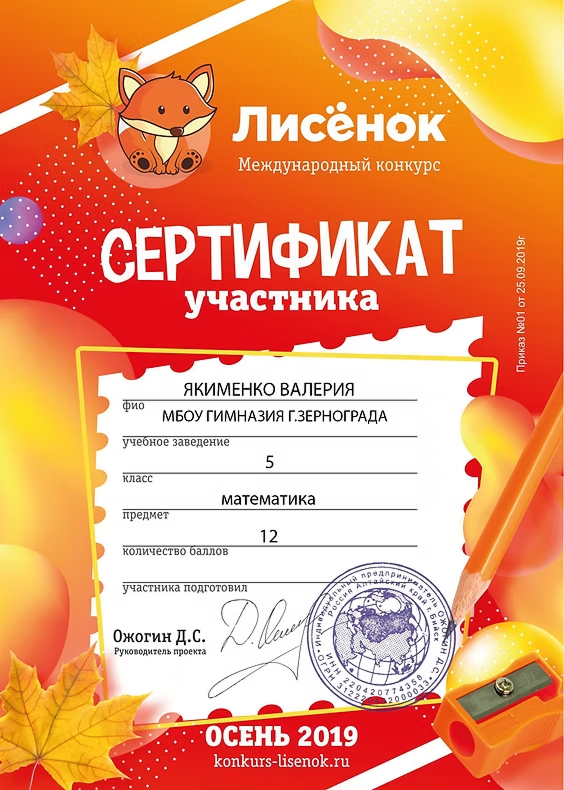 Лисёнок
Международный конкурс
СЕРТИФИКАТ
участника
Приказ №01 от 25.09.2019г
ЯКИМЕНКО ВАЛЕРИЯ
фио
МБОУ ГИМНАЗИЯ Г.ЗЕРНОГРАДА
учебное заведение
5
класс
математика
предмет
12
количество баллов
участника подготовил
Ожогин Д.С.
Руководитель проекта
Индивидуальный предприниматель ОЖОГИН Д.С.
Россия Алтайский край г.Бийск
ИНН 220420774358
ОГРН
ОСЕНЬ 2019
konkurs-lisenok.ru